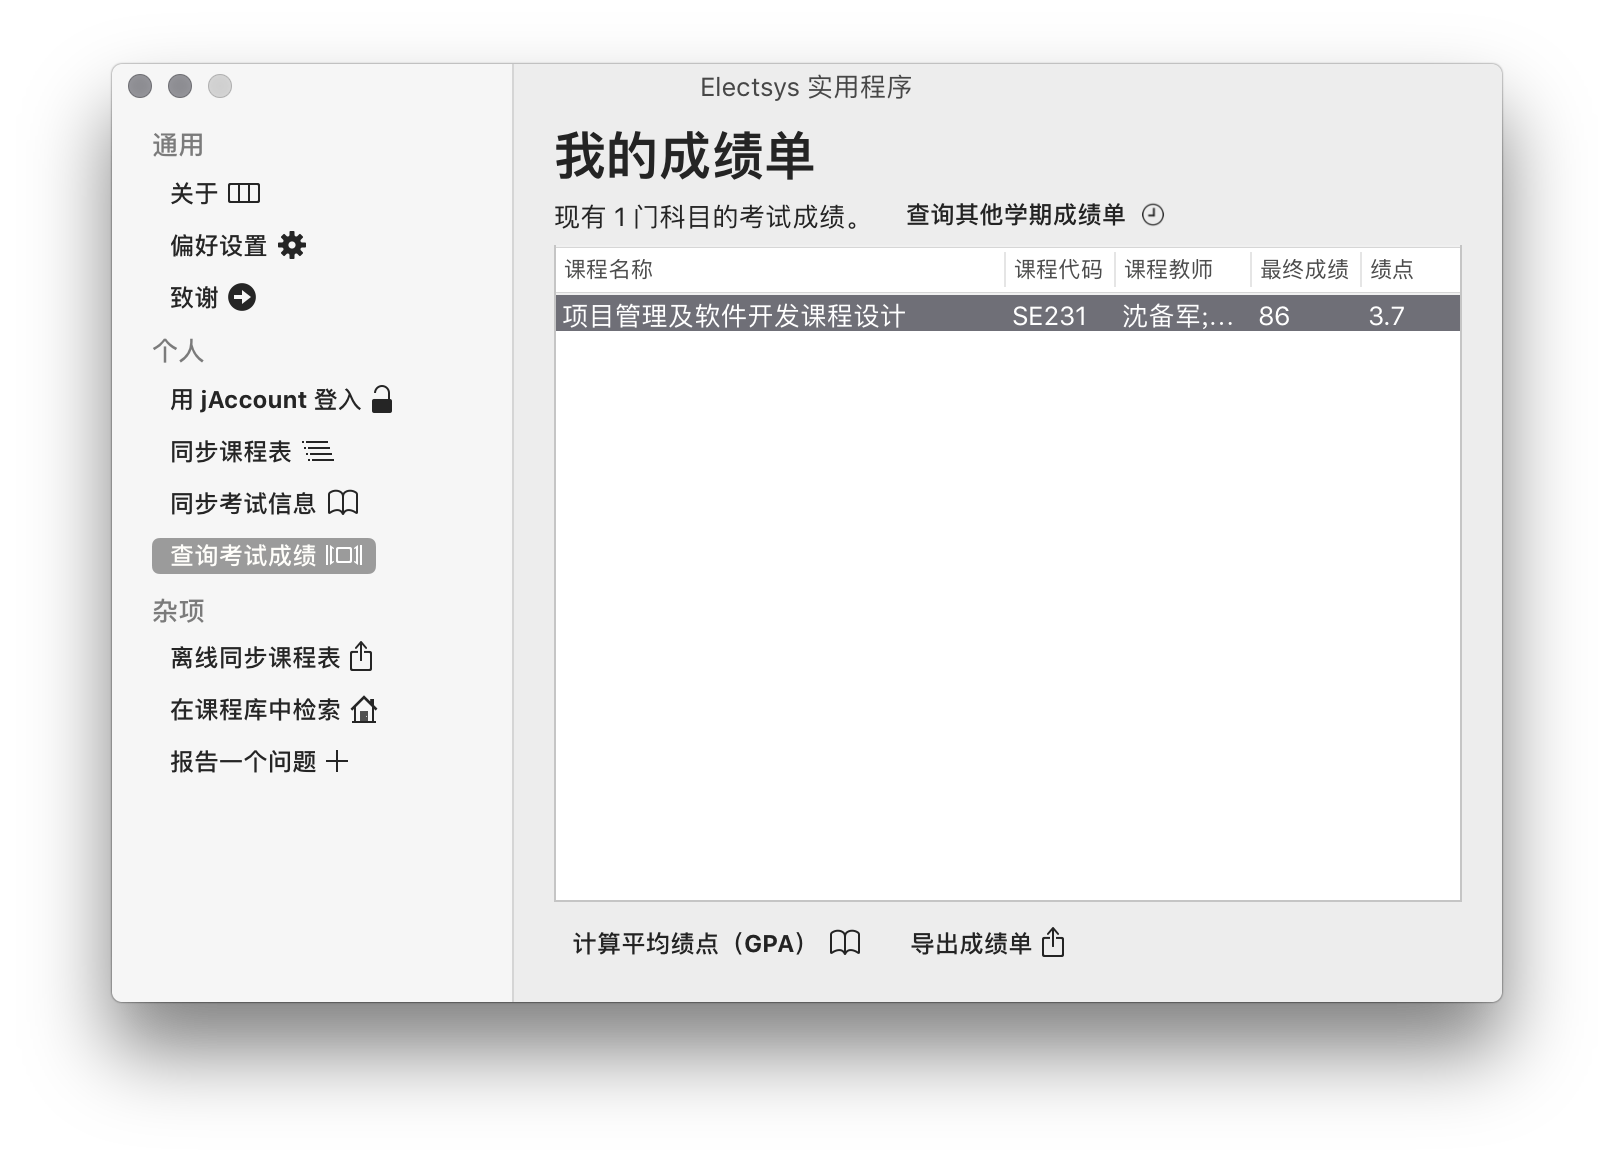 Electsys 实用程序
通用
关于
偏好设置
致谢
个人
用 jAccount 登入
同步课程表
同步考试信息
查询考试成绩
杂项
离线同步课程表
在课程库中检索
报告一个问题
我的成绩单
现有 1 门科目的考试成绩。 查询其他学期成绩单
课程名称 课程代码 课程教师 最终成绩 绩点
项目管理及软件开发课程设计 SE231 沈备军;... 86 3.7
计算平均绩点（GPA） 导出成绩单